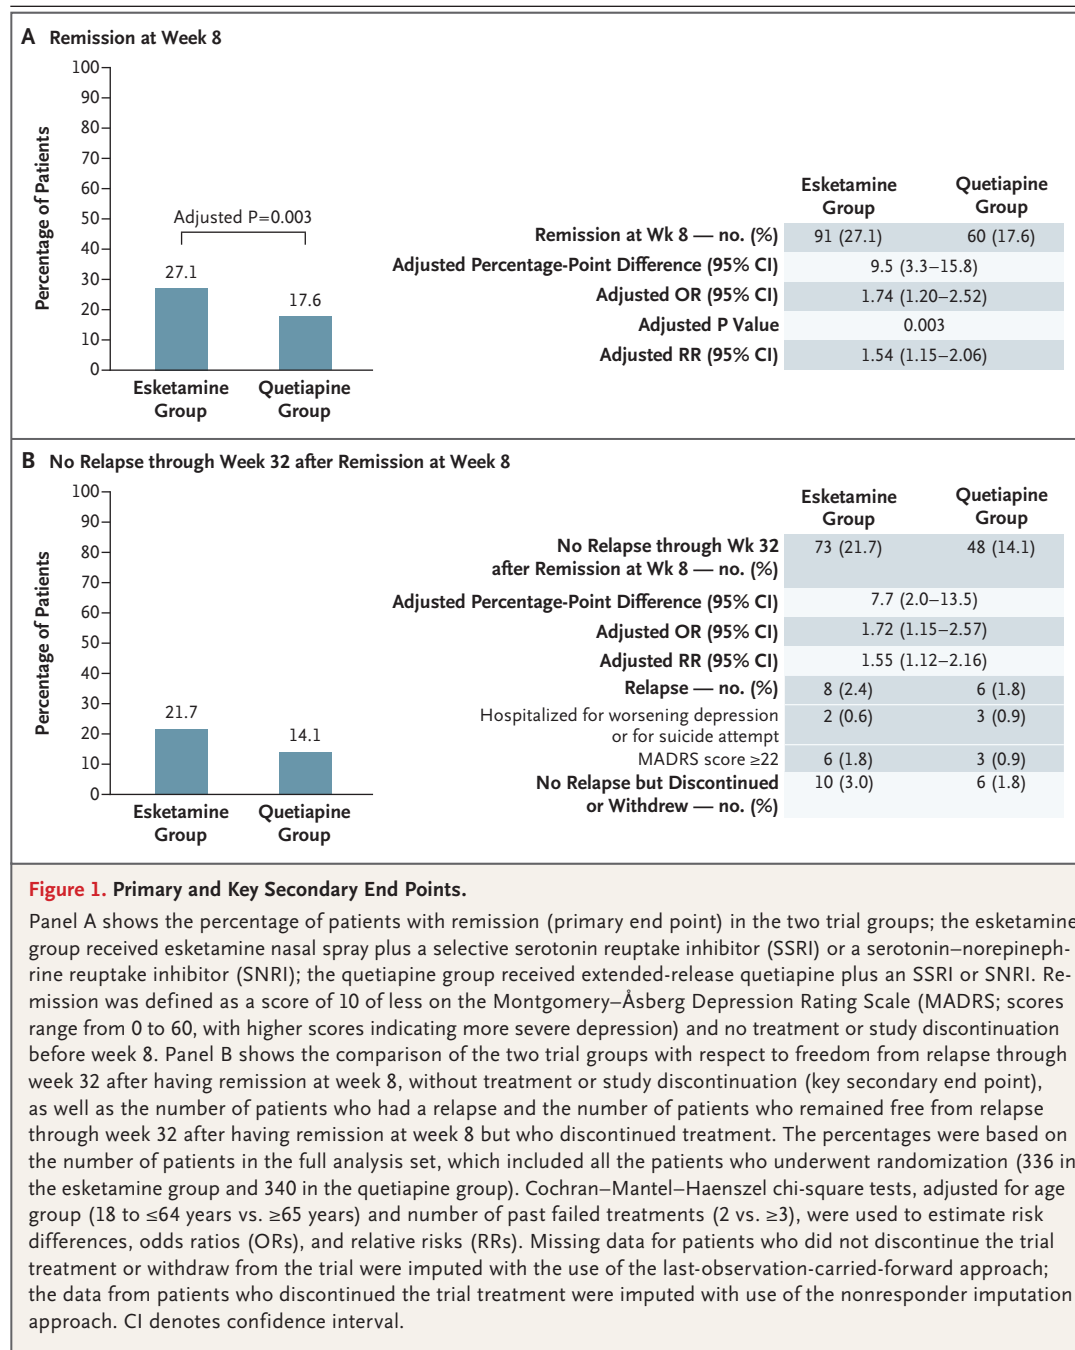 A Remission at Week 8
100
90
80
70
60
50
40
30
20
10
0
Percentage of Patients
Adjusted P=0.003
27.1
17.6
Esketamine Group
Quetiapine Group
Esketamine Group
Quetiapine Group
Remission at Wk 8 — no. (%) 91 (27.1) 60 (17.6)
Adjusted Percentage-Point Difference (95% CI) 9.5 (3.3–15.8)
Adjusted OR (95% CI) 1.74 (1.20–2.52)
Adjusted P Value 0.003
Adjusted RR (95% CI) 1.54 (1.15–2.06)
B No Relapse through Week 32 after Remission at Week 8
100
90
80
70
60
50
40
30
20
10
0
Percentage of Patients
21.7
14.1
Esketamine Group
Quetiapine Group
Esketamine Group
Quetiapine Group
No Relapse through Wk 32
after Remission at Wk 8 — no. (%) 73 (21.7) 48 (14.1)
Adjusted Percentage-Point Difference (95% CI) 7.7 (2.0–13.5)
Adjusted OR (95% CI) 1.72 (1.15–2.57)
Adjusted RR (95% CI) 1.55 (1.12–2.16)
Relapse — no. (%) 8 (2.4) 6 (1.8)
Hospitalized for worsening depression
or for suicide attempt 2 (0.6) 3 (0.9)
MADRS score ≥22 6 (1.8) 3 (0.9)
No Relapse but Discontinued
or Withdrew — no. (%) 10 (3.0) 6 (1.8)
Figure 1. Primary and Key Secondary End Points.
Panel A shows the percentage of patients with remission (primary end point) in the two trial groups; the esketamine
group received esketamine nasal spray plus a selective serotonin reuptake inhibitor (SSRI) or a serotonin–norepineph-
rine reuptake inhibitor (SNRI); the quetiapine group received extended-release quetiapine plus an SSRI or SNRI. Re-
mission was defined as a score of 10 of less on the Montgomery–Åsberg Depression Rating Scale (MADRS; scores
range from 0 to 60, with higher scores indicating more severe depression) and no treatment or study discontinuation
before week 8. Panel B shows the comparison of the two trial groups with respect to freedom from relapse through
week 32 after having remission at week 8, without treatment or study discontinuation (key secondary end point),
as well as the number of patients who had a relapse and the number of patients who remained free from relapse
through week 32 after having remission at week 8 but who discontinued treatment. The percentages were based on
the number of patients in the full analysis set, which included all the patients who underwent randomization (336 in
the esketamine group and 340 in the quetiapine group). Cochran–Mantel–Haenszel chi-square tests, adjusted for age
group (18 to ≤64 years vs. ≥65 years) and number of past failed treatments (2 vs. ≥3), were used to estimate risk
differences, odds ratios (ORs), and relative risks (RRs). Missing data for patients who did not discontinue the trial
treatment or withdraw from the trial were imputed with the use of the last-observation-carried-forward approach;
the data from patients who discontinued the trial treatment were imputed with use of the nonresponder imputation
approach. CI denotes confidence interval.